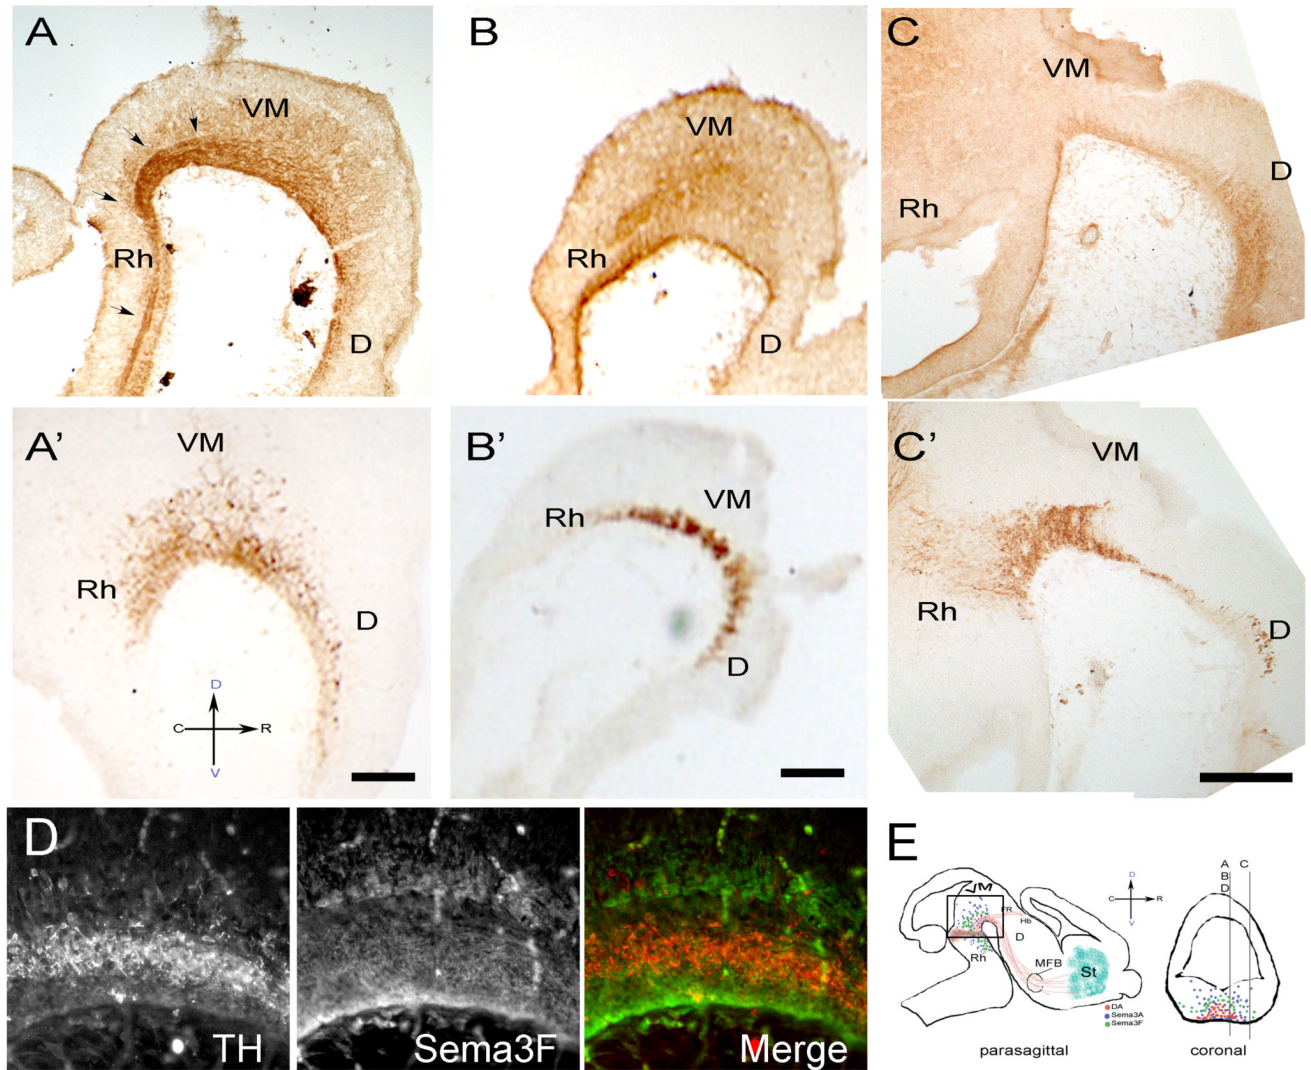 A
VM
Rh
D
B
VM
Rh
D
C
VM
Rh
D
A'
VM
Rh
D
D
C
R
V
B'
Rh
VM
D
C'
VM
Rh
D
D
TH
Sema3F
Merge
E
VM
FR
Hb
D
Rh
MFB
St
D
C
R
V
DA
Sema3A
Sema3F
parasagittal
A
B
D
C
coronal